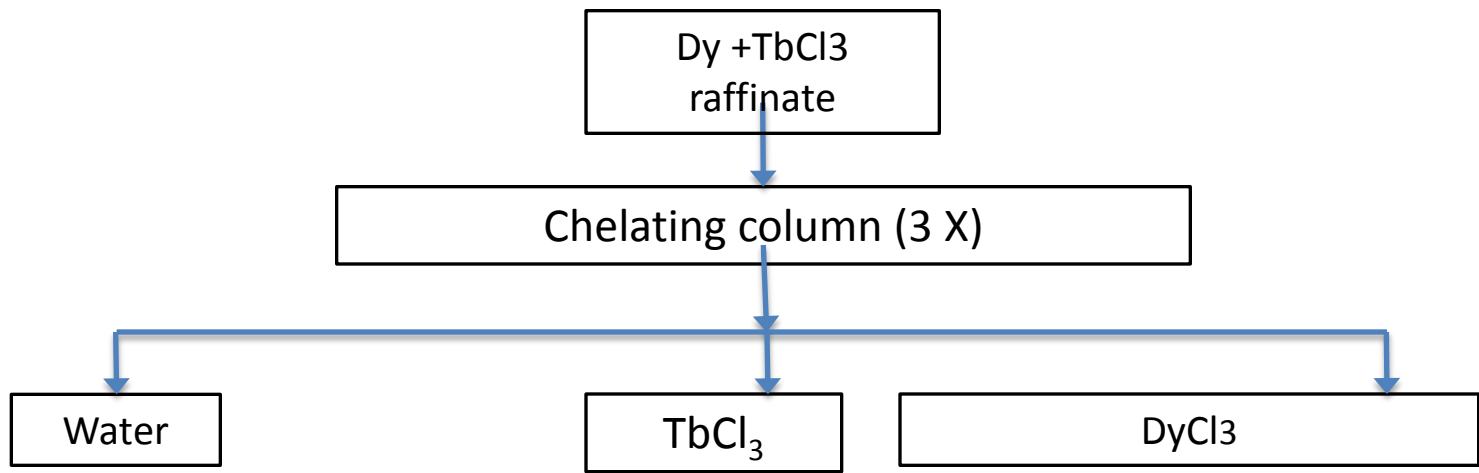 Dy +TbCl3
raffinate
Chelating column (3 X)
Water
TbCl₃
DyCl3